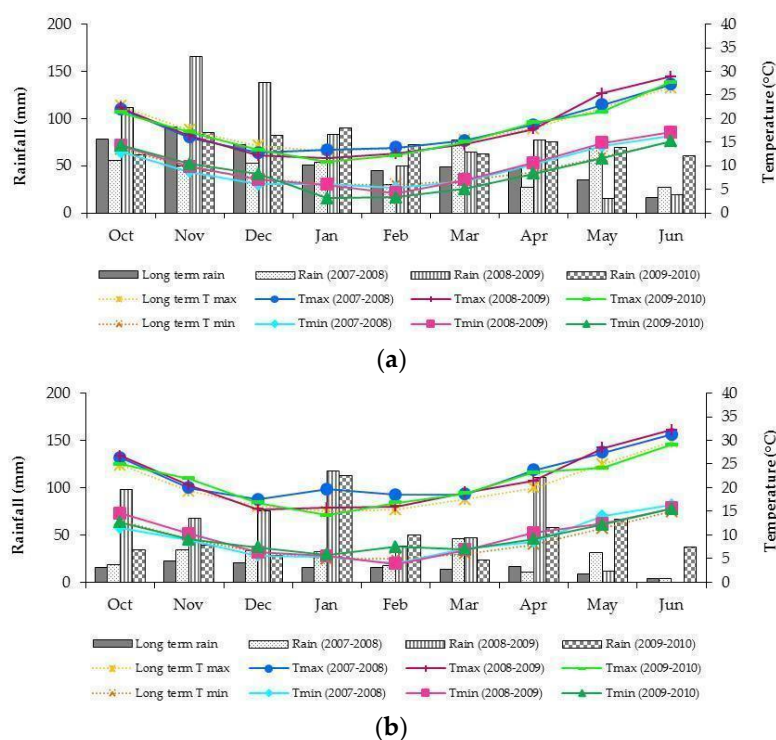 200 40
35
150 30
25
100 20
15
50 10
5
0 0
Rainfall (mm)
Temperature (°C)
Oct Nov Dec Jan Feb Mar Apr May Jun
Long term rain Rain (2007-2008) Rain (2008-2009) Rain (2009-2010)
Long term T max Tmax (2007-2008) Tmax (2008-2009) Tmax (2009-2010)
Long term T min Tmin (2007-2008) Tmin (2008-2009) Tmin (2009-2010)
(a)
200 40
35
150 30
25
100 20
15
50 10
5
0 0
Rainfall (mm)
Temperature (°C)
Oct Nov Dec Jan Feb Mar Apr May Jun
Long term rain Rain (2007-2008) Rain (2008-2009) Rain (2009-2010)
Long term T max Tmax (2007-2008) Tmax (2008-2009) Tmax (2009-2010)
Long term T min Tmin (2007-2008) Tmin (2008-2009) Tmin (2009-2010)
(b)